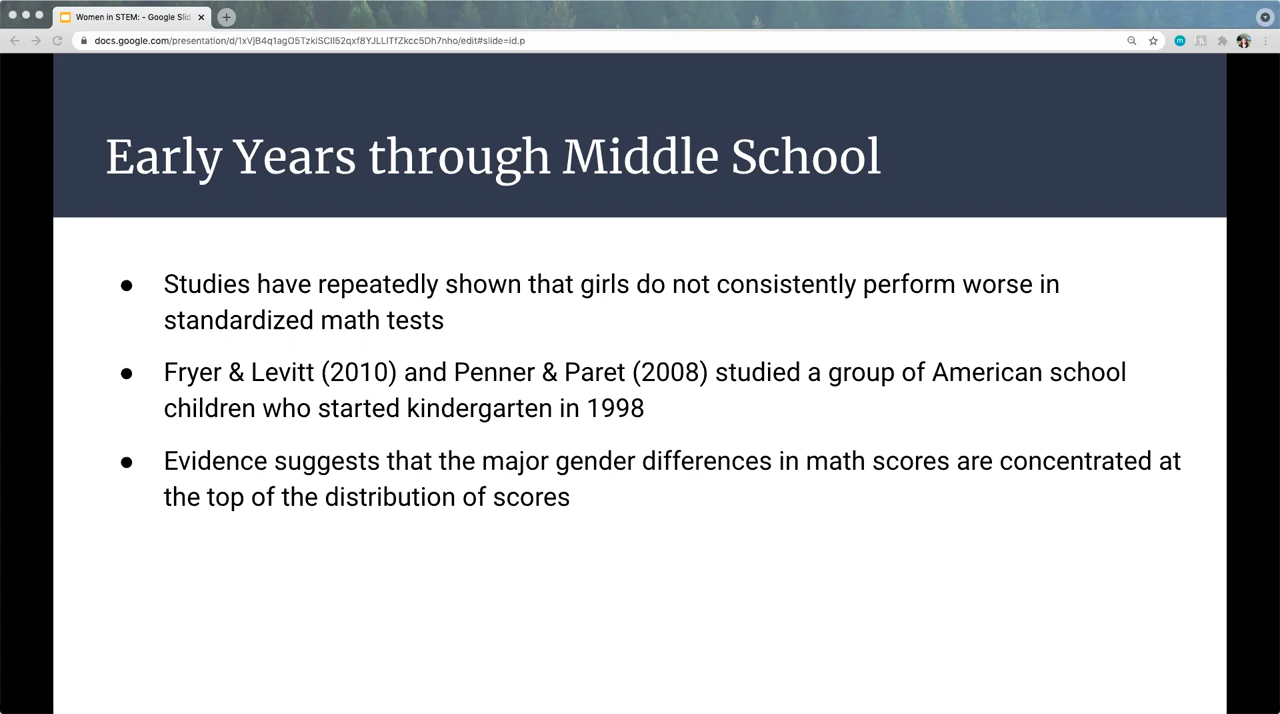 Women in STEM: - Google Slid
docs.google.com/presentation/d/1xVjB4q1agO5TzkiSCIl52qxf8YJLLlTfZkcc5Dh7nho/edit#slide=id.p
Early Years through Middle School
● Studies have repeatedly shown that girls do not consistently perform worse in
standardized math tests
● Fryer & Levitt (2010) and Penner & Paret (2008) studied a group of American school
children who started kindergarten in 1998
● Evidence suggests that the major gender differences in math scores are concentrated at
the top of the distribution of scores